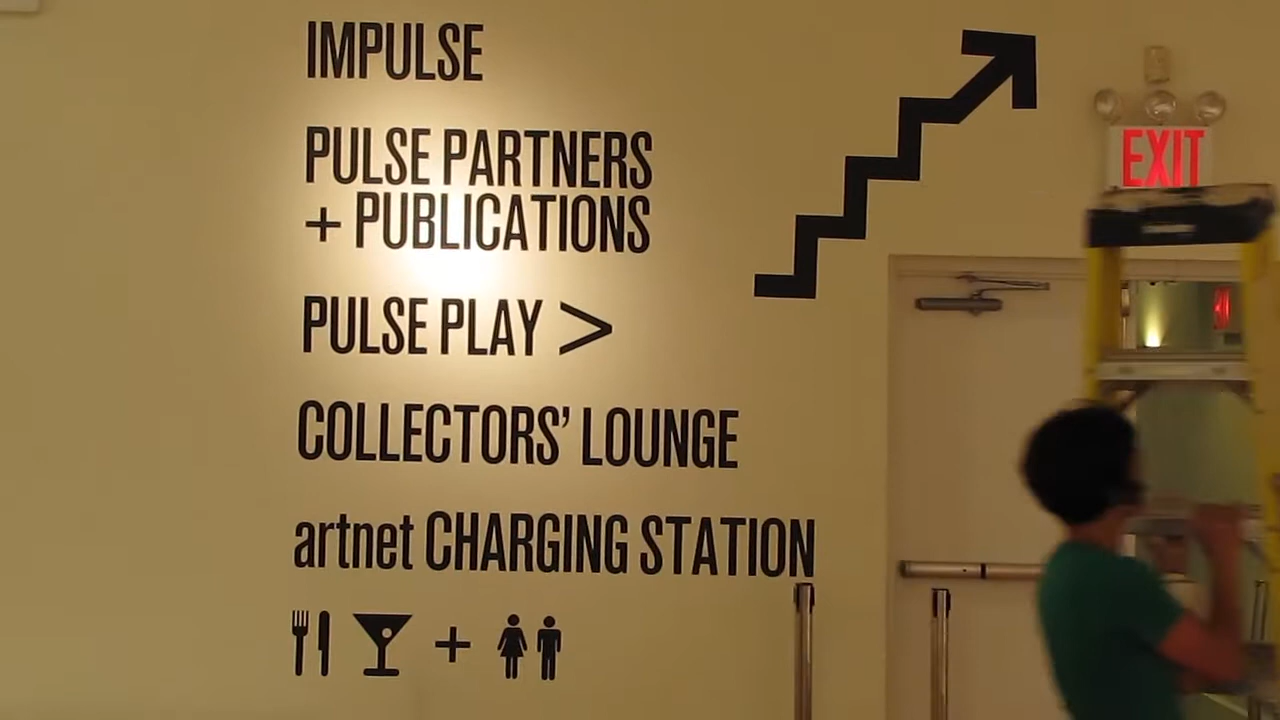 IMPULSE
PULSE PARTNERS
+ PUBLICATIONS
PULSE PLAY >
COLLECTORS' LOUNGE
artnet CHARGING STATION
+
EXIT